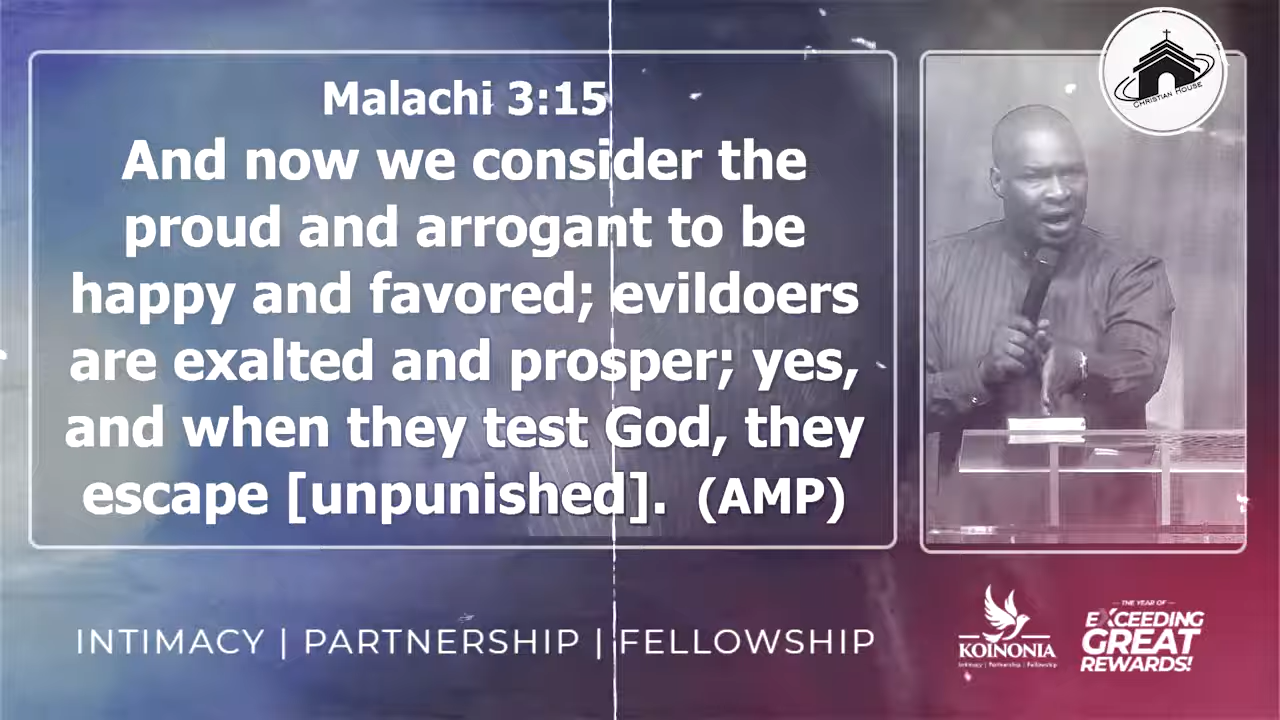 Malachi 3:15
And now we consider the
proud and arrogant to be
happy and favored; evildoers
are exalted and prosper; yes,
and when they test God, they
escape [unpunished]. (AMP)
CHRISTIAN HOUSE
INTIMACY | PARTNERSHIP | FELLOWSHIP
KOINONIA
Intimacy | Partnership | Fellowship
THE YEAR OF
EXCEEDING
GREAT
REWARDS!